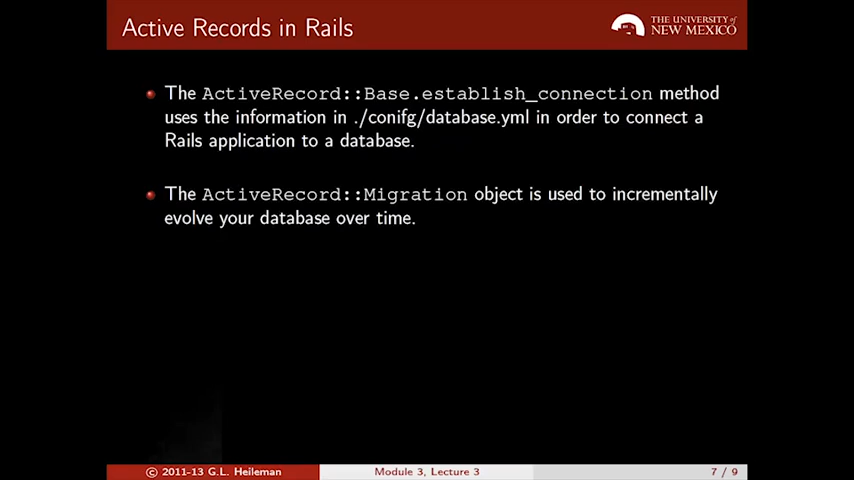 Active Records in Rails
THE UNIVERSITY of
NEW MEXICO
The ActiveRecord::Base.establish_connection method
uses the information in ./conifg/database.yml in order to connect a
Rails application to a database.
The ActiveRecord::Migration object is used to incrementally
evolve your database over time.
© 2011-13 G.L. Heileman
Module 3, Lecture 3
7 / 9